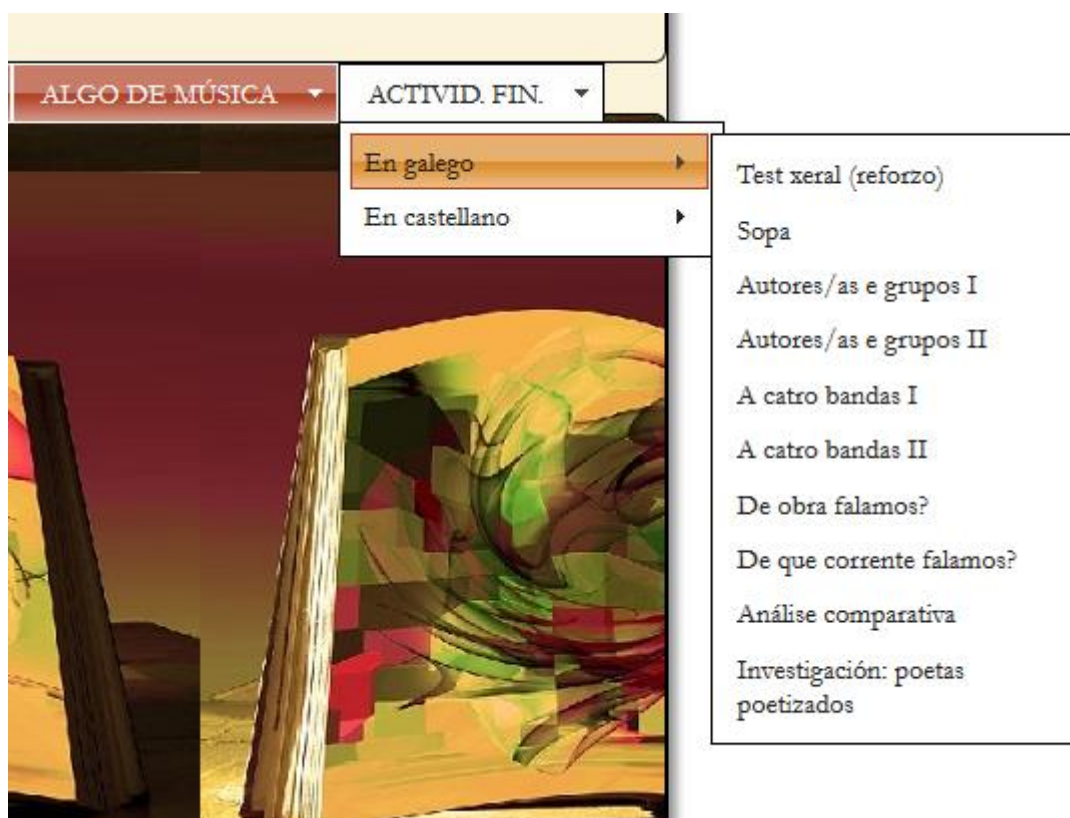 ALGO DE MÚSICA
ACTIVID. FIN.
En galego
En castellano
Test xeral (reforzo)
Sopa
Autores/as e grupos I
Autores/as e grupos II
A catro bandas I
A catro bandas II
De obra falamos?
De que corrente falamos?
Análise comparativa
Investigación: poetas
poetizados